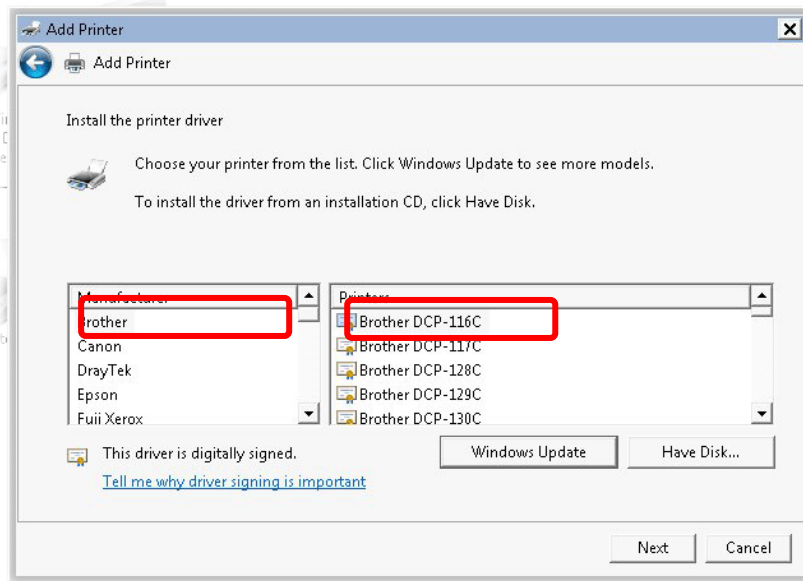 Add Printer
Add Printer
Install the printer driver
Choose your printer from the list. Click Windows Update to see more models.
To install the driver from an installation CD, click Have Disk.
Manufacturer
Printers
Brother
Brother DCP-116C
Canon
Brother DCP-117C
DrayTek
Brother DCP-128C
Epson
Brother DCP-129C
Fuji Xerox
Brother DCP-130C
This driver is digitally signed.
Windows Update
Have Disk...
Tell me why driver signing is important
Next
Cancel